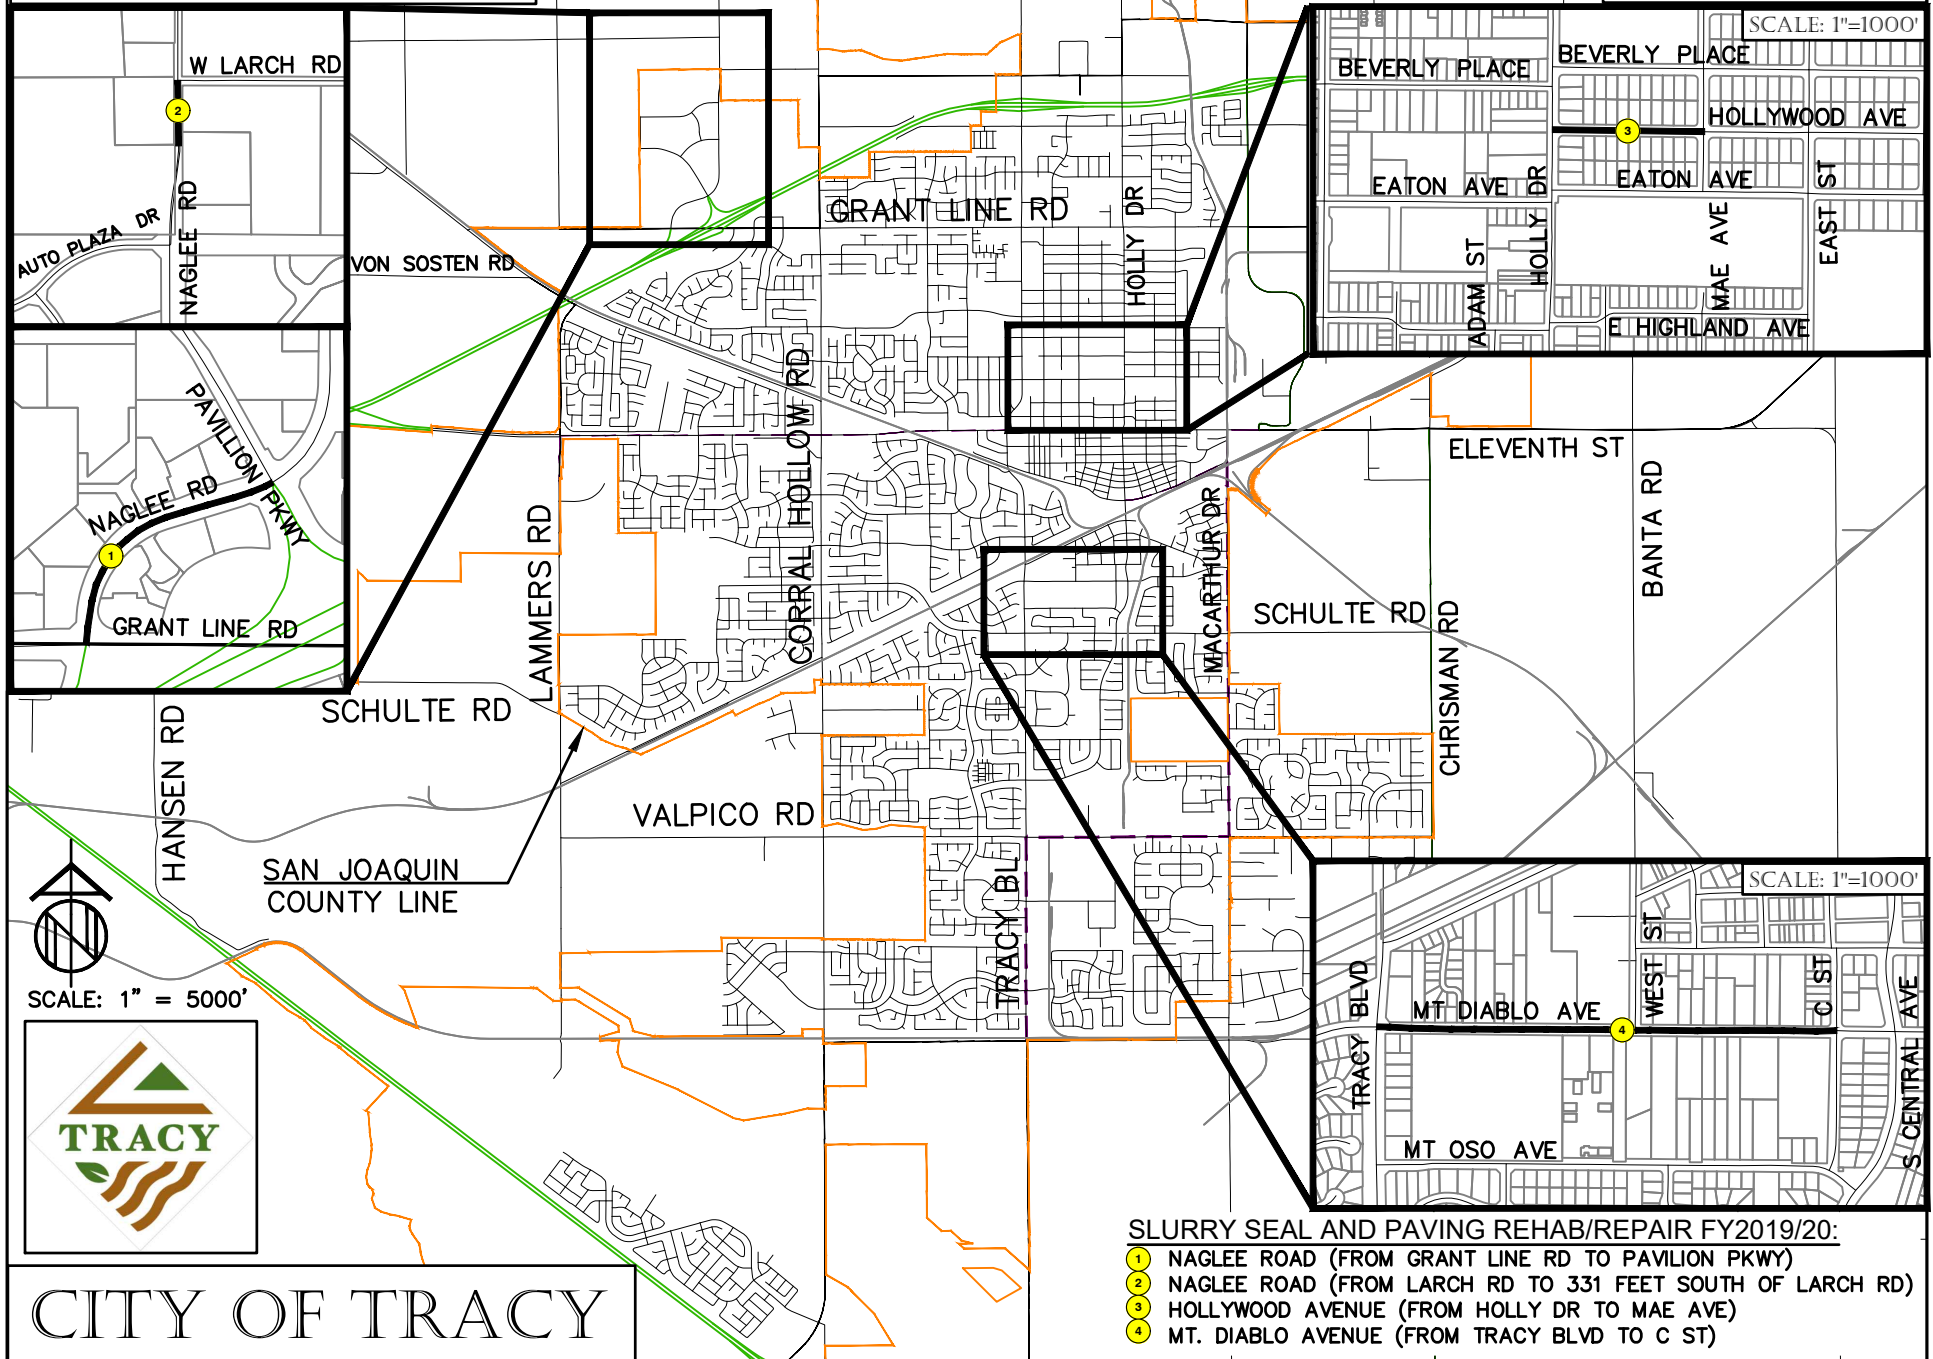 W LARCH RD
2
NAGLEE RD
AUTO PLAZA DR
PAVILLION PKWY
NAGLEE RD
1
GRANT LINE RD
VON SOSTEN RD
GRANT LINE RD
HOLLY DR
SCALE: 1"=1000'
BEVERLY PLACE
BEVERLY PLACE
HOLLYWOOD AVE
3
EATON AVE
EATON AVE
HOLLY DR
ADAM ST
MAE AVE
EAST ST
E HIGHLAND AVE
CORRAL HOLLOW RD
LAMMERS RD
ELEVENTH ST
MACARTHUR DR
BANTA RD
SCHULTE RD
CHRISMAN RD
SCHULTE RD
HANSEN RD
VALPICO RD
SAN JOAQUIN
COUNTY LINE
TRACY BL
N
SCALE: 1" = 5000'
TRACY
CITY OF TRACY
SCALE: 1"=1000'
TRACY BLVD
MT DIABLO AVE
4
WEST ST
C ST
S CENTRAL AVE
MT OSO AVE
SLURRY SEAL AND PAVING REHAB/REPAIR FY2019/20:
1 NAGLEE ROAD (FROM GRANT LINE RD TO PAVILION PKWY)
2 NAGLEE ROAD (FROM LARCH RD TO 331 FEET SOUTH OF LARCH RD)
3 HOLLYWOOD AVENUE (FROM HOLLY DR TO MAE AVE)
4 MT. DIABLO AVENUE (FROM TRACY BLVD TO C ST)